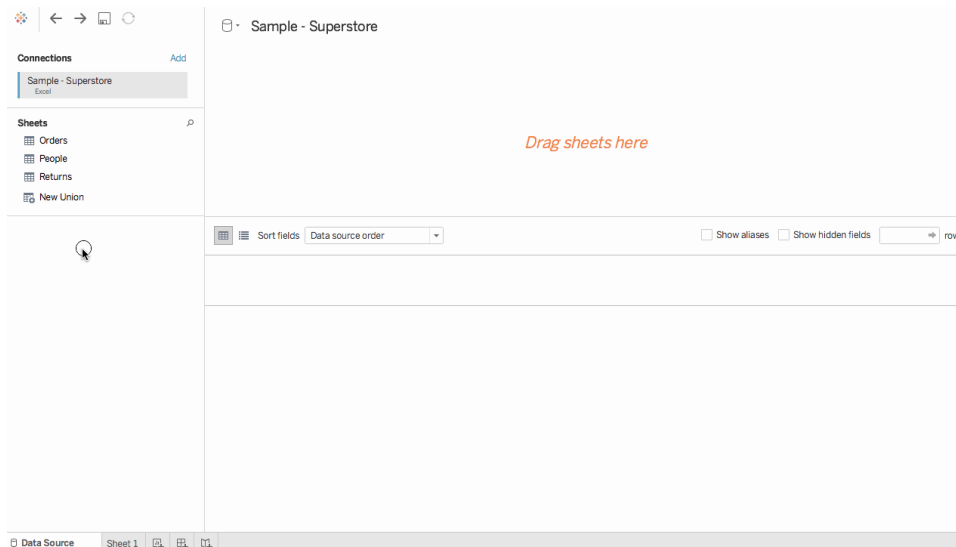 Sample - Superstore
Connections Add
Sample - Superstore
Excel
Sheets
Orders
People
Returns
New Union
Drag sheets here
Sort fields Data source order Show aliases Show hidden fields
Data Source Sheet 1